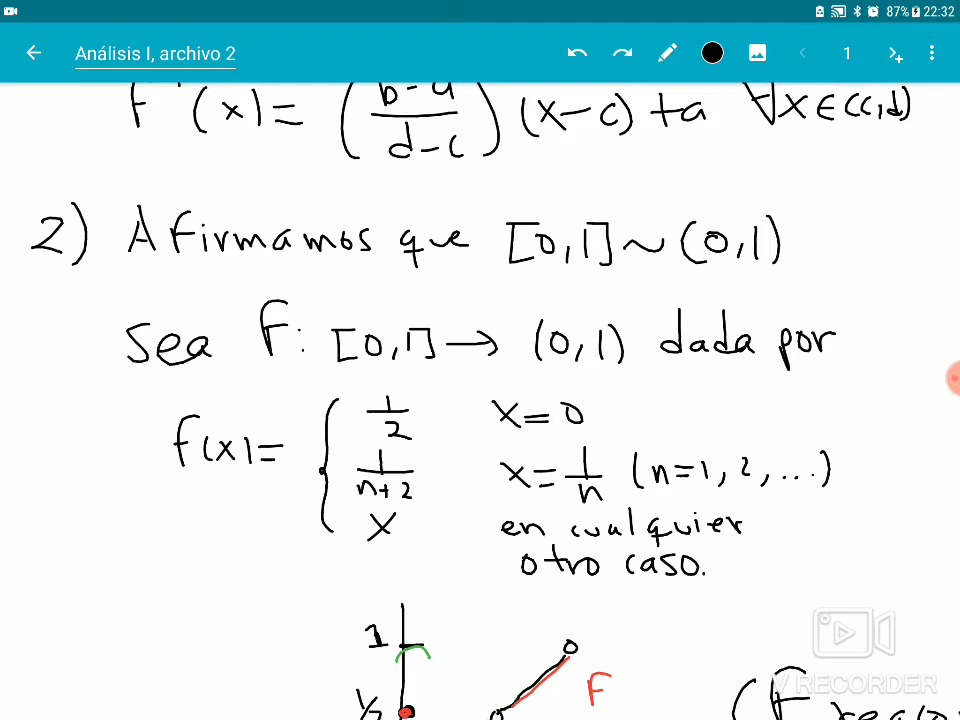 87% 22:32
Análisis I, archivo 2
1
F⁻¹(x) = (b-a / d-c) (x-c) + a ∀x∈(c,d)
2) Afirmamos que [0,1] ~ (0,1)
sea F: [0,1] → (0,1) dada por
f(x) = { 1/2 x = 0
1/n+2 x = 1/n (n=1, 2, ...)
x en cualquier
otro caso.
1
F
1/2
V RECORDER